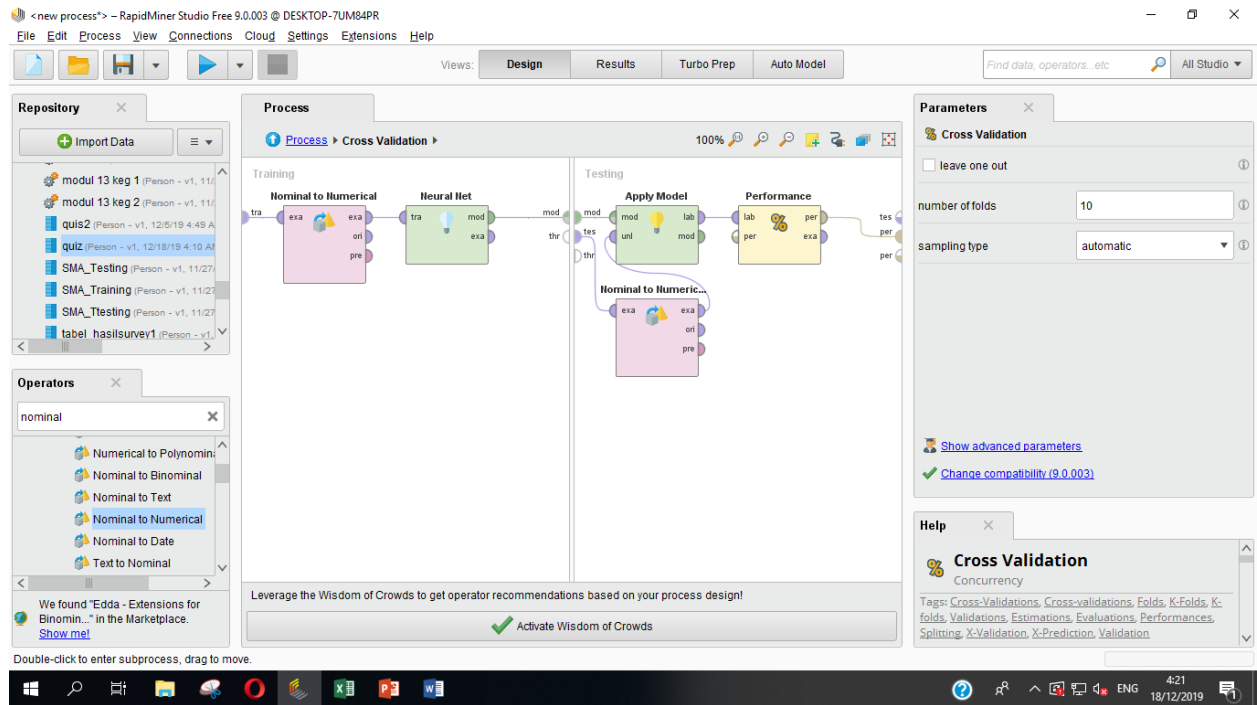 <new process*> – RapidMiner Studio Free 9.0.003 @ DESKTOP-7UM84PR
File Edit Process View Connections Cloud Settings Extensions Help
Views: Design Results Turbo Prep Auto Model
Find data, operators...etc
All Studio
Repository
Import Data
modul 13 keg 1 (Person - v1, 11/
modul 13 keg 2 (Person - v1, 11/
quis2 (Person - v1, 12/5/19 4:49 A
quiz (Person - v1, 12/18/19 4:10 AM
SMA_Testing (Person - v1, 11/27/
SMA_Training (Person - v1, 11/27
SMA_Ttesting (Person - v1, 11/27
tabel_hasilsurvey1 (Person - v1,
Operators
nominal
Numerical to Polynomina
Nominal to Binominal
Nominal to Text
Nominal to Numerical
Nominal to Date
Text to Nominal
We found "Edda - Extensions for
Binomin..." in the Marketplace.
Show me!
Process
Process Cross Validation
100%
Training
Nominal to Numerical
Neural Net
tra
exa exa
ori
pre
tra mod
exa
mod
thr
Testing
Apply Model
Performance
mod
tes
thr
mod lab
unl mod
lab per
per exa
tes
per
per
Nominal to Numeric...
exa exa
ori
pre
Leverage the Wisdom of Crowds to get operator recommendations based on your process design!
Activate Wisdom of Crowds
Parameters
Cross Validation
leave one out
number of folds 10
sampling type automatic
Show advanced parameters
Change compatibility (9.0.003)
Help
Cross Validation
Concurrency
Tags: Cross-Validations, Cross-validations, Folds, K-Folds, K-
folds, Validations, Estimations, Evaluations, Performances,
Splitting, X-Validation, X-Prediction, Validation
Double-click to enter subprocess, drag to move.
ENG
4:21
18/12/2019